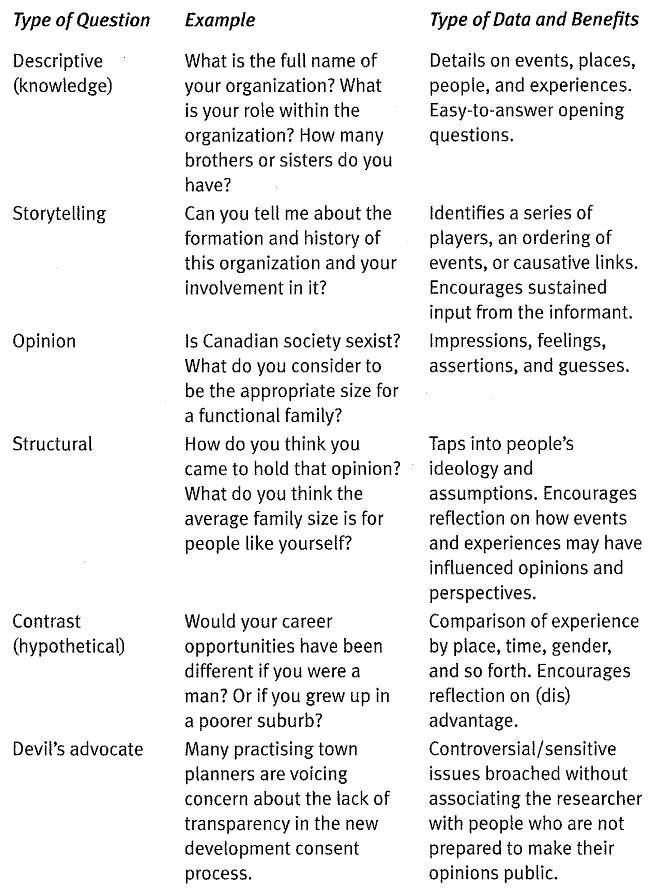 Type of Question Example Type of Data and Benefits
Descriptive What is the full name of Details on events, places,
(knowledge) your organization? What people, and experiences.
is your role within the Easy-to-answer opening
organization? How many questions.
brothers or sisters do you
have?
Storytelling Can you tell me about the Identifies a series of
formation and history of players, an ordering of
this organization and your events, or causative links.
involvement in it? Encourages sustained
input from the informant.
Opinion Is Canadian society sexist? Impressions, feelings,
What do you consider to assertions, and guesses.
be the appropriate size for
a functional family?
Structural How do you think you Taps into people's
came to hold that opinion? ideology and
What do you think the assumptions. Encourages
average family size is for reflection on how events
people like yourself? and experiences may have
influenced opinions and
perspectives.
Contrast Would your career Comparison of experience
(hypothetical) opportunities have been by place, time, gender,
different if you were a and so forth. Encourages
man? Or if you grew up in reflection on (dis)
a poorer suburb? advantage.
Devil's advocate Many practising town Controversial/sensitive
planners are voicing issues broached without
concern about the lack of associating the researcher
transparency in the new with people who are not
development consent prepared to make their
process. opinions public.